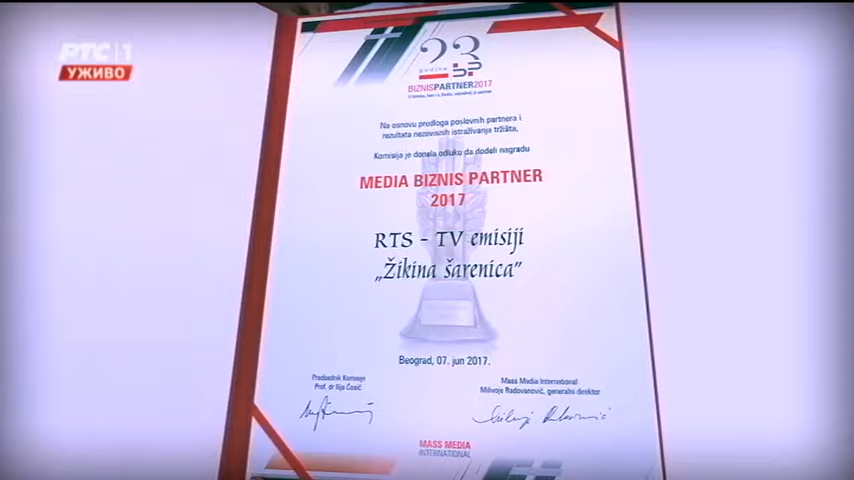 РТС 1
УЖИВО
23
godine
BP
BIZNISPARTNER2017
Na osnovu predloga poslovnih partnera i
rezultata nezavisnih istraživanja tržišta,
Komisija je donela odluku da dodeli nagradu
MEDIA BIZNIS PARTNER
2017
RTS - TV emisiji
„Žikina šarenica”
Beograd, 07. jun 2017.
Predsednik Komisije
Prof. dr Ilija Ćosić
Mass Media International
Milivoje Radovanović, generalni direktor
MASS MEDIA
INTERNATIONAL